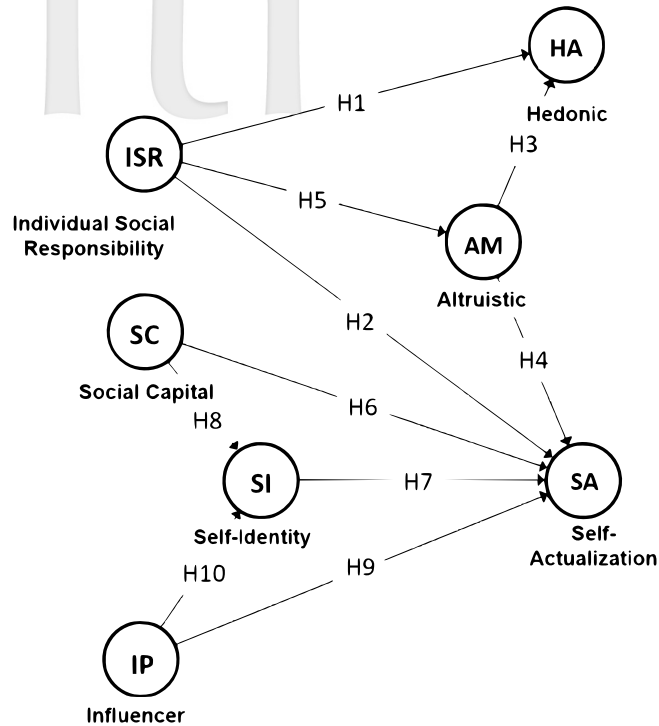 HA
Hedonic
H1
H3
ISR
Individual Social
Responsibility
H5
AM
Altruistic
H2
SC
Social Capital
H4
H6
H8
SI
Self-Identity
H7
SA
Self-
Actualization
H10
H9
IP
Influencer